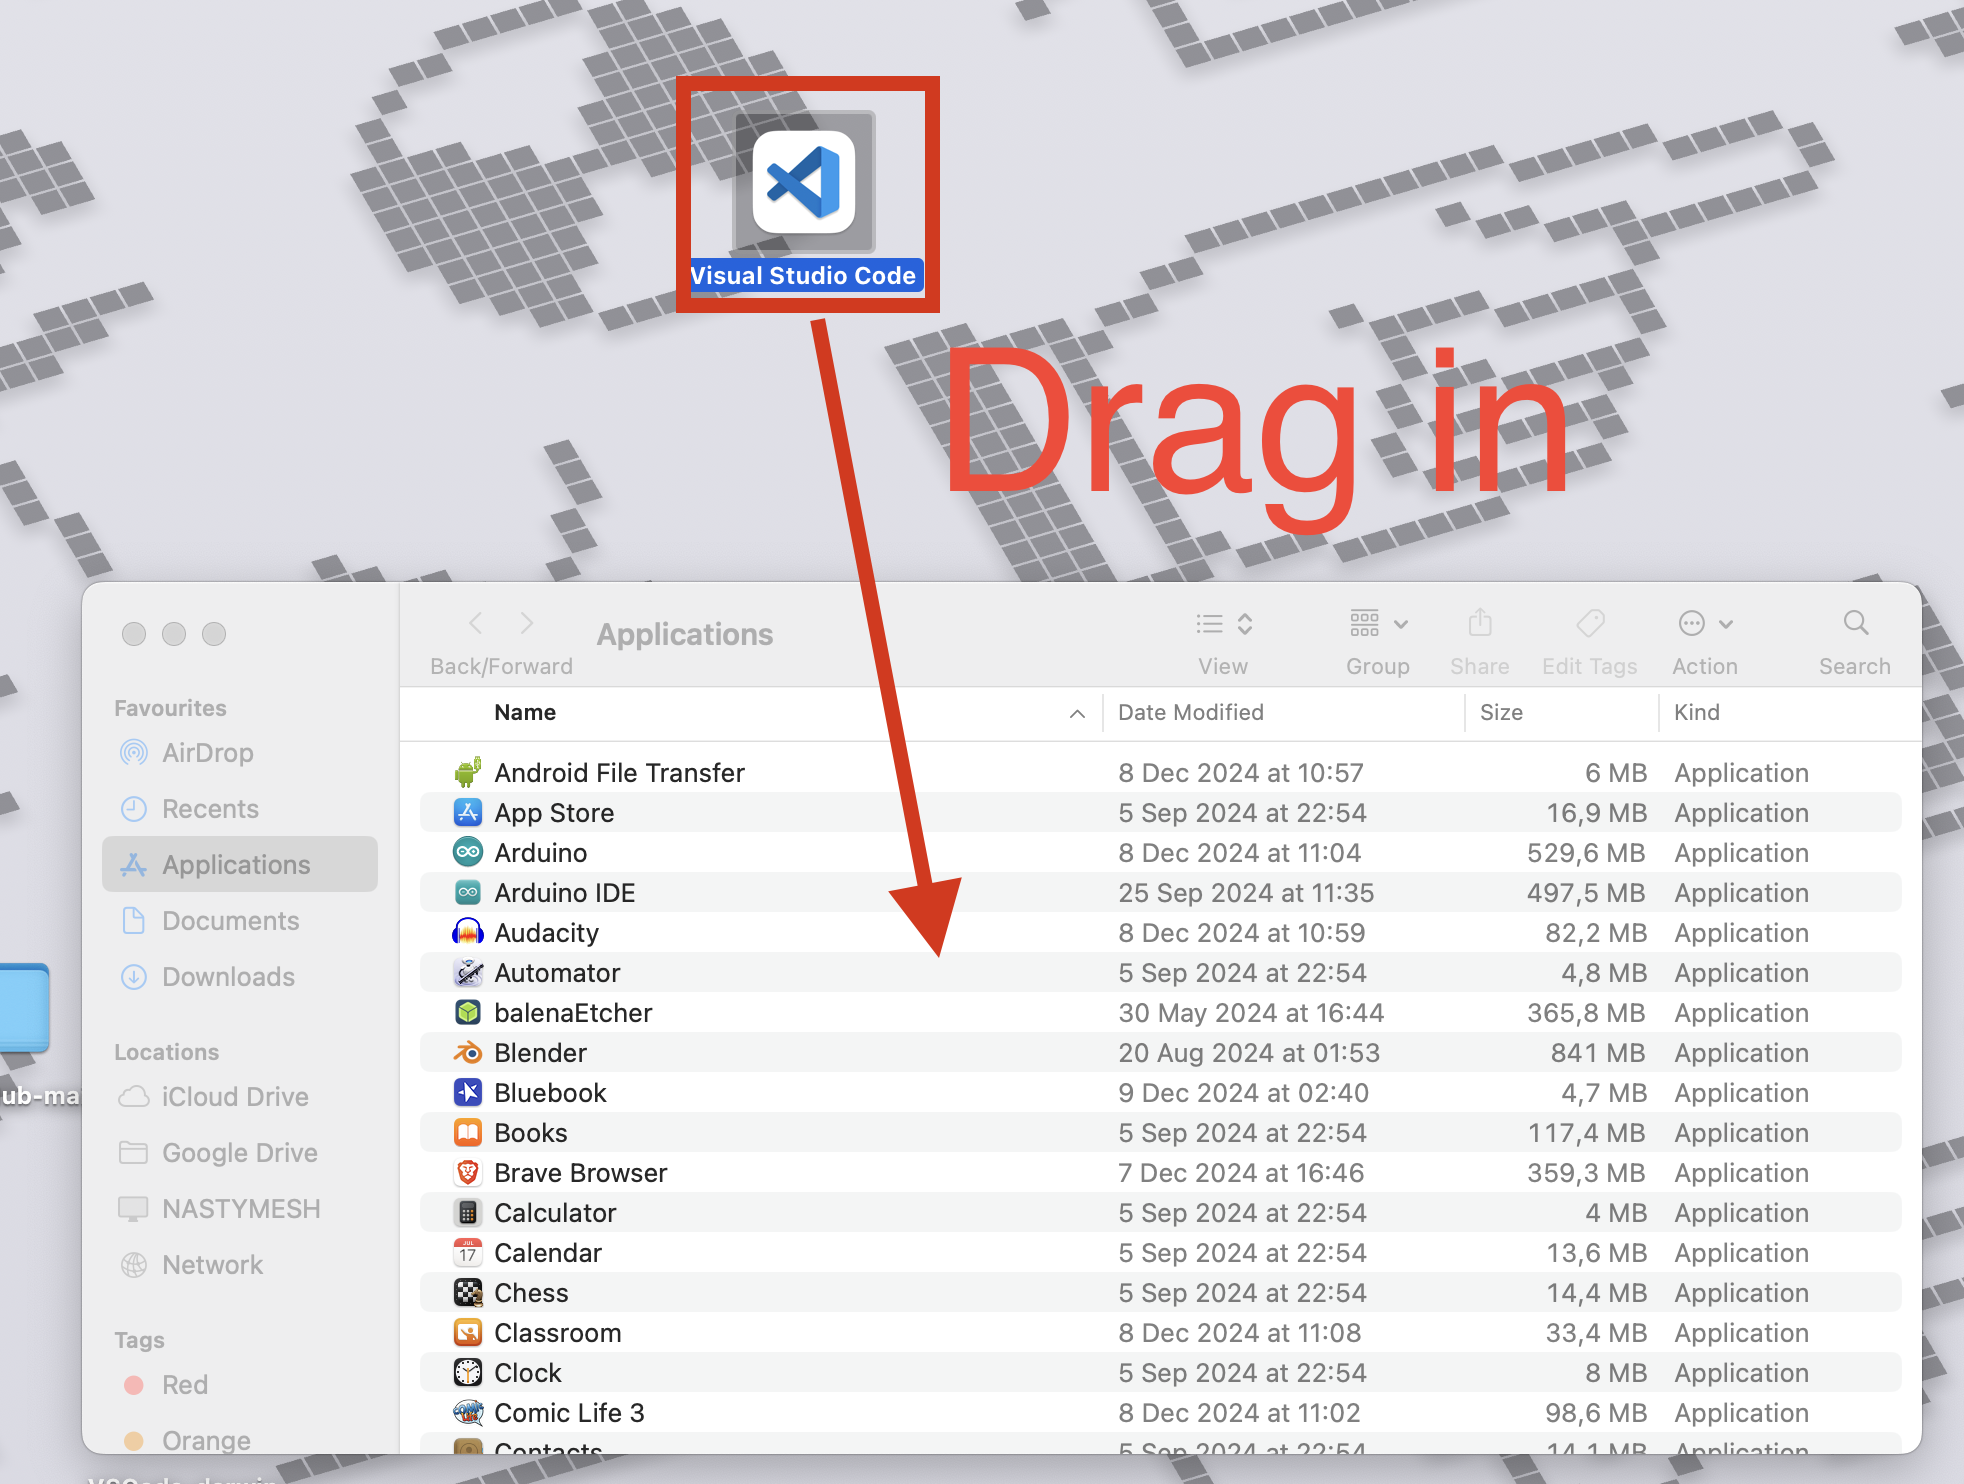 Visual Studio Code
Drag in
Applications
Back/Forward
View
Group
Share
Edit Tags
Action
Search
Favourites
AirDrop
Recents
Applications
Documents
Downloads
Locations
iCloud Drive
Google Drive
NASTYMESH
Network
Tags
Red
Orange
Name Date Modified Size Kind
Android File Transfer 8 Dec 2024 at 10:57 6 MB Application
App Store 5 Sep 2024 at 22:54 16,9 MB Application
Arduino 8 Dec 2024 at 11:04 529,6 MB Application
Arduino IDE 25 Sep 2024 at 11:35 497,5 MB Application
Audacity 8 Dec 2024 at 10:59 82,2 MB Application
Automator 5 Sep 2024 at 22:54 4,8 MB Application
balenaEtcher 30 May 2024 at 16:44 365,8 MB Application
Blender 20 Aug 2024 at 01:53 841 MB Application
Bluebook 9 Dec 2024 at 02:40 4,7 MB Application
Books 5 Sep 2024 at 22:54 117,4 MB Application
Brave Browser 7 Dec 2024 at 16:46 359,3 MB Application
Calculator 5 Sep 2024 at 22:54 4 MB Application
Calendar 5 Sep 2024 at 22:54 13,6 MB Application
Chess 5 Sep 2024 at 22:54 14,4 MB Application
Classroom 8 Dec 2024 at 11:08 33,4 MB Application
Clock 5 Sep 2024 at 22:54 8 MB Application
Comic Life 3 8 Dec 2024 at 11:02 98,6 MB Application
Contacts 5 Sep 2024 at 22:54 14,1 MB Application
ub-ma